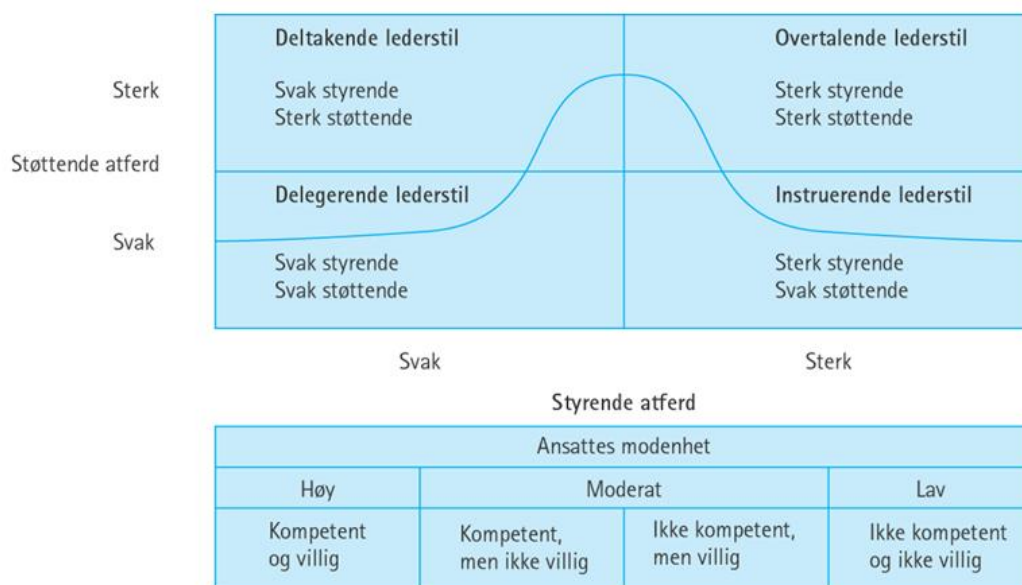 Deltakende lederstil
Svak styrende
Sterk støttende
Overtalende lederstil
Sterk styrende
Sterk støttende
Sterk
Støttende atferd
Svak
Delegerende lederstil
Svak styrende
Svak støttende
Instruerende lederstil
Sterk styrende
Svak støttende
Svak
Sterk
Styrende atferd
Ansattes modenhet
Høy
Moderat
Lav
Kompetent
og villig
Kompetent,
men ikke villig
Ikke kompetent,
men villig
Ikke kompetent
og ikke villig